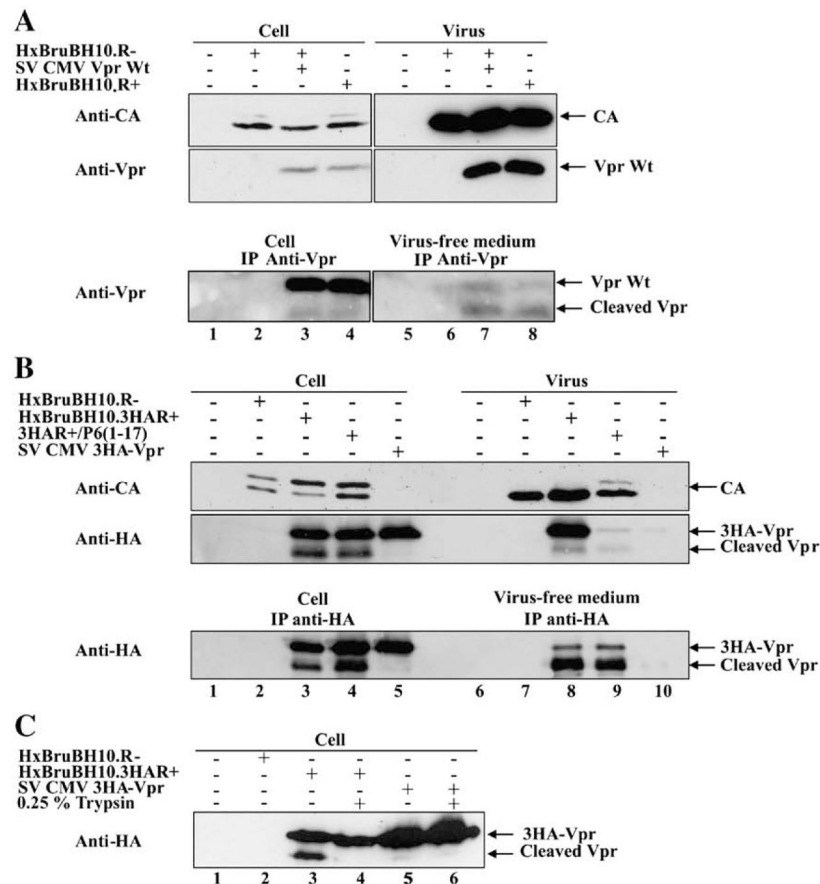 A
Cell Virus
HxBruBH10.R- - + + - - + + -
SV CMV Vpr Wt - - + - - - + -
HxBruBH10.R+ - - - + - - - +
Anti-CA CA
Anti-Vpr Vpr Wt
Cell Virus-free medium
IP Anti-Vpr IP Anti-Vpr
Anti-Vpr Vpr Wt
Cleaved Vpr
1 2 3 4 5 6 7 8
B
Cell Virus
HxBruBH10.R- - + - - - - + - - -
HxBruBH10.3HAR+ - - + - - - - + - -
3HAR+/P6(1-17) - - - + - - - - + -
SV CMV 3HA-Vpr - - - - + - - - - +
Anti-CA CA
Anti-HA 3HA-Vpr
Cleaved Vpr
Cell Virus-free medium
IP anti-HA IP anti-HA
Anti-HA 3HA-Vpr
Cleaved Vpr
1 2 3 4 5 6 7 8 9 10
C
Cell
HxBruBH10.R- - + - - - -
HxBruBH10.3HAR+ - - + + - -
SV CMV 3HA-Vpr - - - - + +
0.25 % Trypsin - - - + - +
Anti-HA 3HA-Vpr
Cleaved Vpr
1 2 3 4 5 6